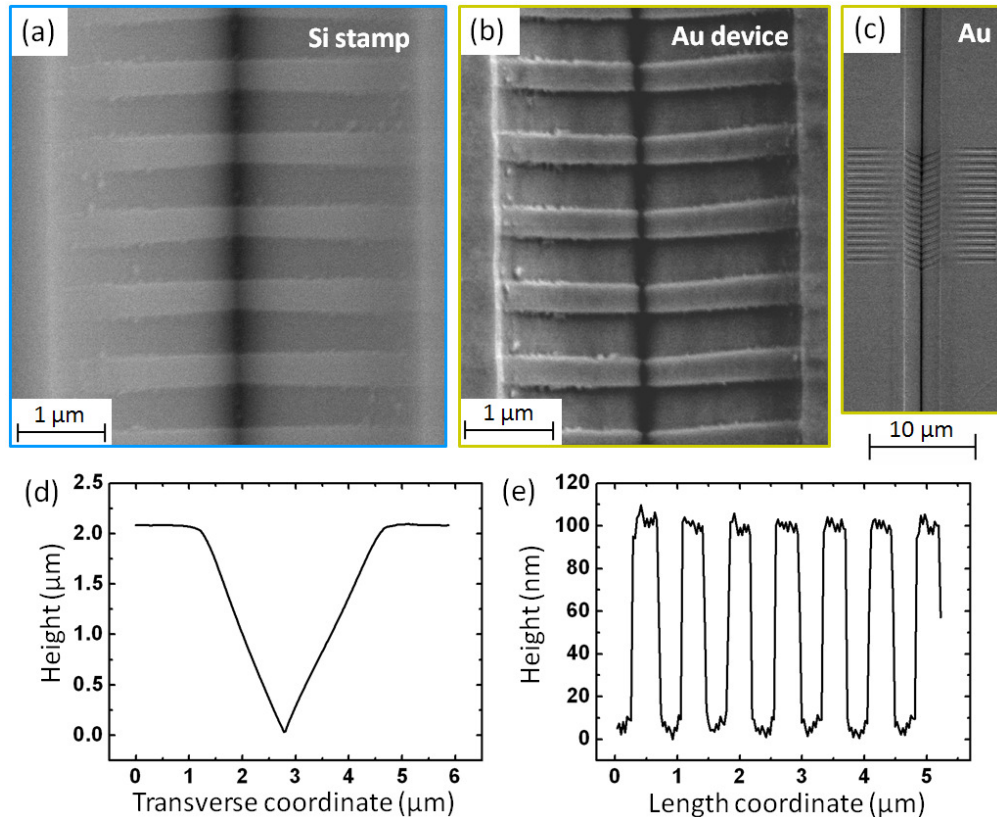 (a)
Si stamp
1 μm
(b)
Au device
1 μm
(c)
Au
10 μm
(d)
2.5
2.0
1.5
1.0
0.5
0.0
Height (μm)
0 1 2 3 4 5 6
Transverse coordinate (μm)
(e)
120
100
80
60
40
20
0
Height (nm)
0 1 2 3 4 5
Length coordinate (μm)